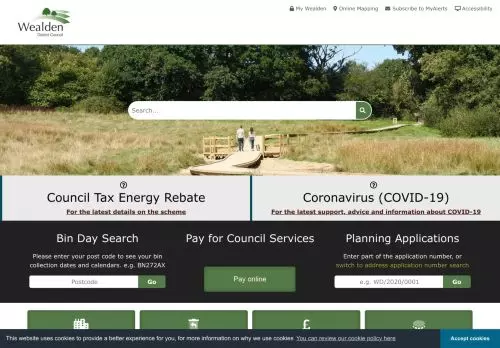 Wealden
District Council
My Wealden
Online Mapping
Subscribe to MyAlerts
Accessibility
Search...
Council Tax Energy Rebate
For the latest details on the scheme
Coronavirus (COVID-19)
For the latest support, advice and information about COVID-19
Bin Day Search
Please enter your post code to see your bin
collection dates and calendars. e.g. BN272AX
Postcode
Go
Pay for Council Services
Pay online
Planning Applications
Enter part of the application number, or
switch to address application number search
e.g. WD/2020/0001
Go
This website uses cookies to provide a better experience for you, for more information on why we use cookies You can review our cookie policy here
Accept cookies